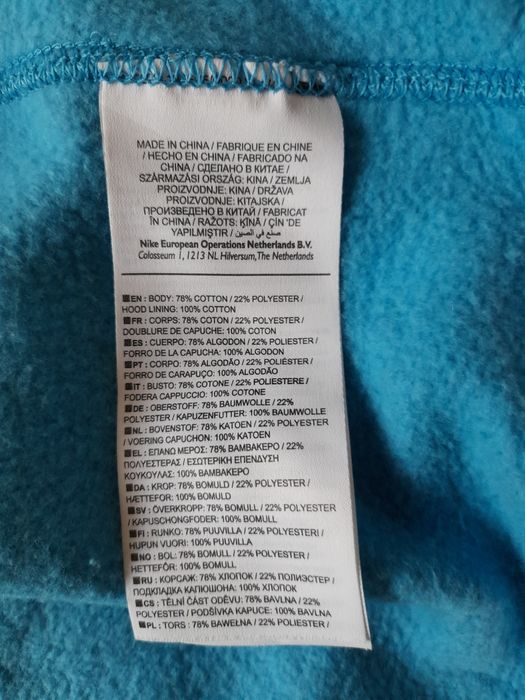 MADE IN CHINA / FABRIQUE EN CHINE
/ HECHO EN CHINA / FABRICADO NA
CHINA / СДЕЛАНО В КИТАЕ /
SZÁRMAZÁSI ORSZÁG: KINA / ZEMLJA
PROIZVODNJE: KINA / DRŽAVA
PROIZVODNJE: KITAJSKA /
ПРОИЗВЕДЕНО В КИТАЙ / FABRICAT
ÎN CHINA / RAŽOTS: ĶĪNĀ / ÇİN 'DE
YAPILMIŞTIR / صنع في الصين
Nike European Operations Netherlands B.V.
Colosseum 1, 1213 NL Hilversum, The Netherlands
EN : BODY: 78% COTTON / 22% POLYESTER /
HOOD LINING: 100% COTTON
FR : CORPS: 78% COTON / 22% POLYESTER /
DOUBLURE DE CAPUCHE: 100% COTON
ES : CUERPO: 78% ALGODON / 22% POLIESTER /
FORRO DE LA CAPUCHA: 100% ALGODON
PT : CORPO: 78% ALGODÃO / 22% POLIÉSTER /
FORRO DE CARAPUÇO: 100% ALGODÃO
IT : BUSTO: 78% COTONE / 22% POLIESTERE /
FODERA CAPPUCCIO: 100% COTONE
DE : OBERSTOFF: 78% BAUMWOLLE / 22%
POLYESTER / KAPUZENFUTTER: 100% BAUMWOLLE
NL : BOVENSTOF: 78% KATOEN / 22% POLYESTER
/ VOERING CAPUCHON: 100% KATOEN
EL : ΕΠΑΝΩ ΜΕΡΟΣ: 78% ΒΑΜΒΑΚΕΡΟ / 22%
ΠΟΛΥΕΣΤΕΡΑΣ / ΕΣΩΤΕΡΙΚΗ ΕΠΕΝΔΥΣΗ
ΚΟΥΚΟΥΛΑΣ: 100% ΒΑΜΒΑΚΕΡΟ
DA : KROP: 78% BOMULD / 22% POLYESTER /
HÆTTEFOR: 100% BOMULD
SV : ÖVERKROPP: 78% BOMULL / 22% POLYESTER
/ KAPUSCHONGFODER: 100% BOMULL
FI : RUNKO: 78% PUUVILLA / 22% POLYESTERI /
HUPUN VUORI: 100% PUUVILLA
NO : BOL: 78% BOMULL / 22% POLYESTER /
HETTEFÔR: 100% BOMULL
RU : КОРСАЖ: 78% ХЛОПОК / 22% ПОЛИЭСТЕР /
ПОДКЛАДКА КАПЮШОНА: 100% ХЛОПОК
CS : TĚLNÍ ČÁST ODĚVU: 78% BAVLNA / 22%
POLYESTER / PODŠÍVKA KAPUCE: 100% BAVLNA
PL : TORS : 78% BAWEŁNA / 22% POLIESTER /